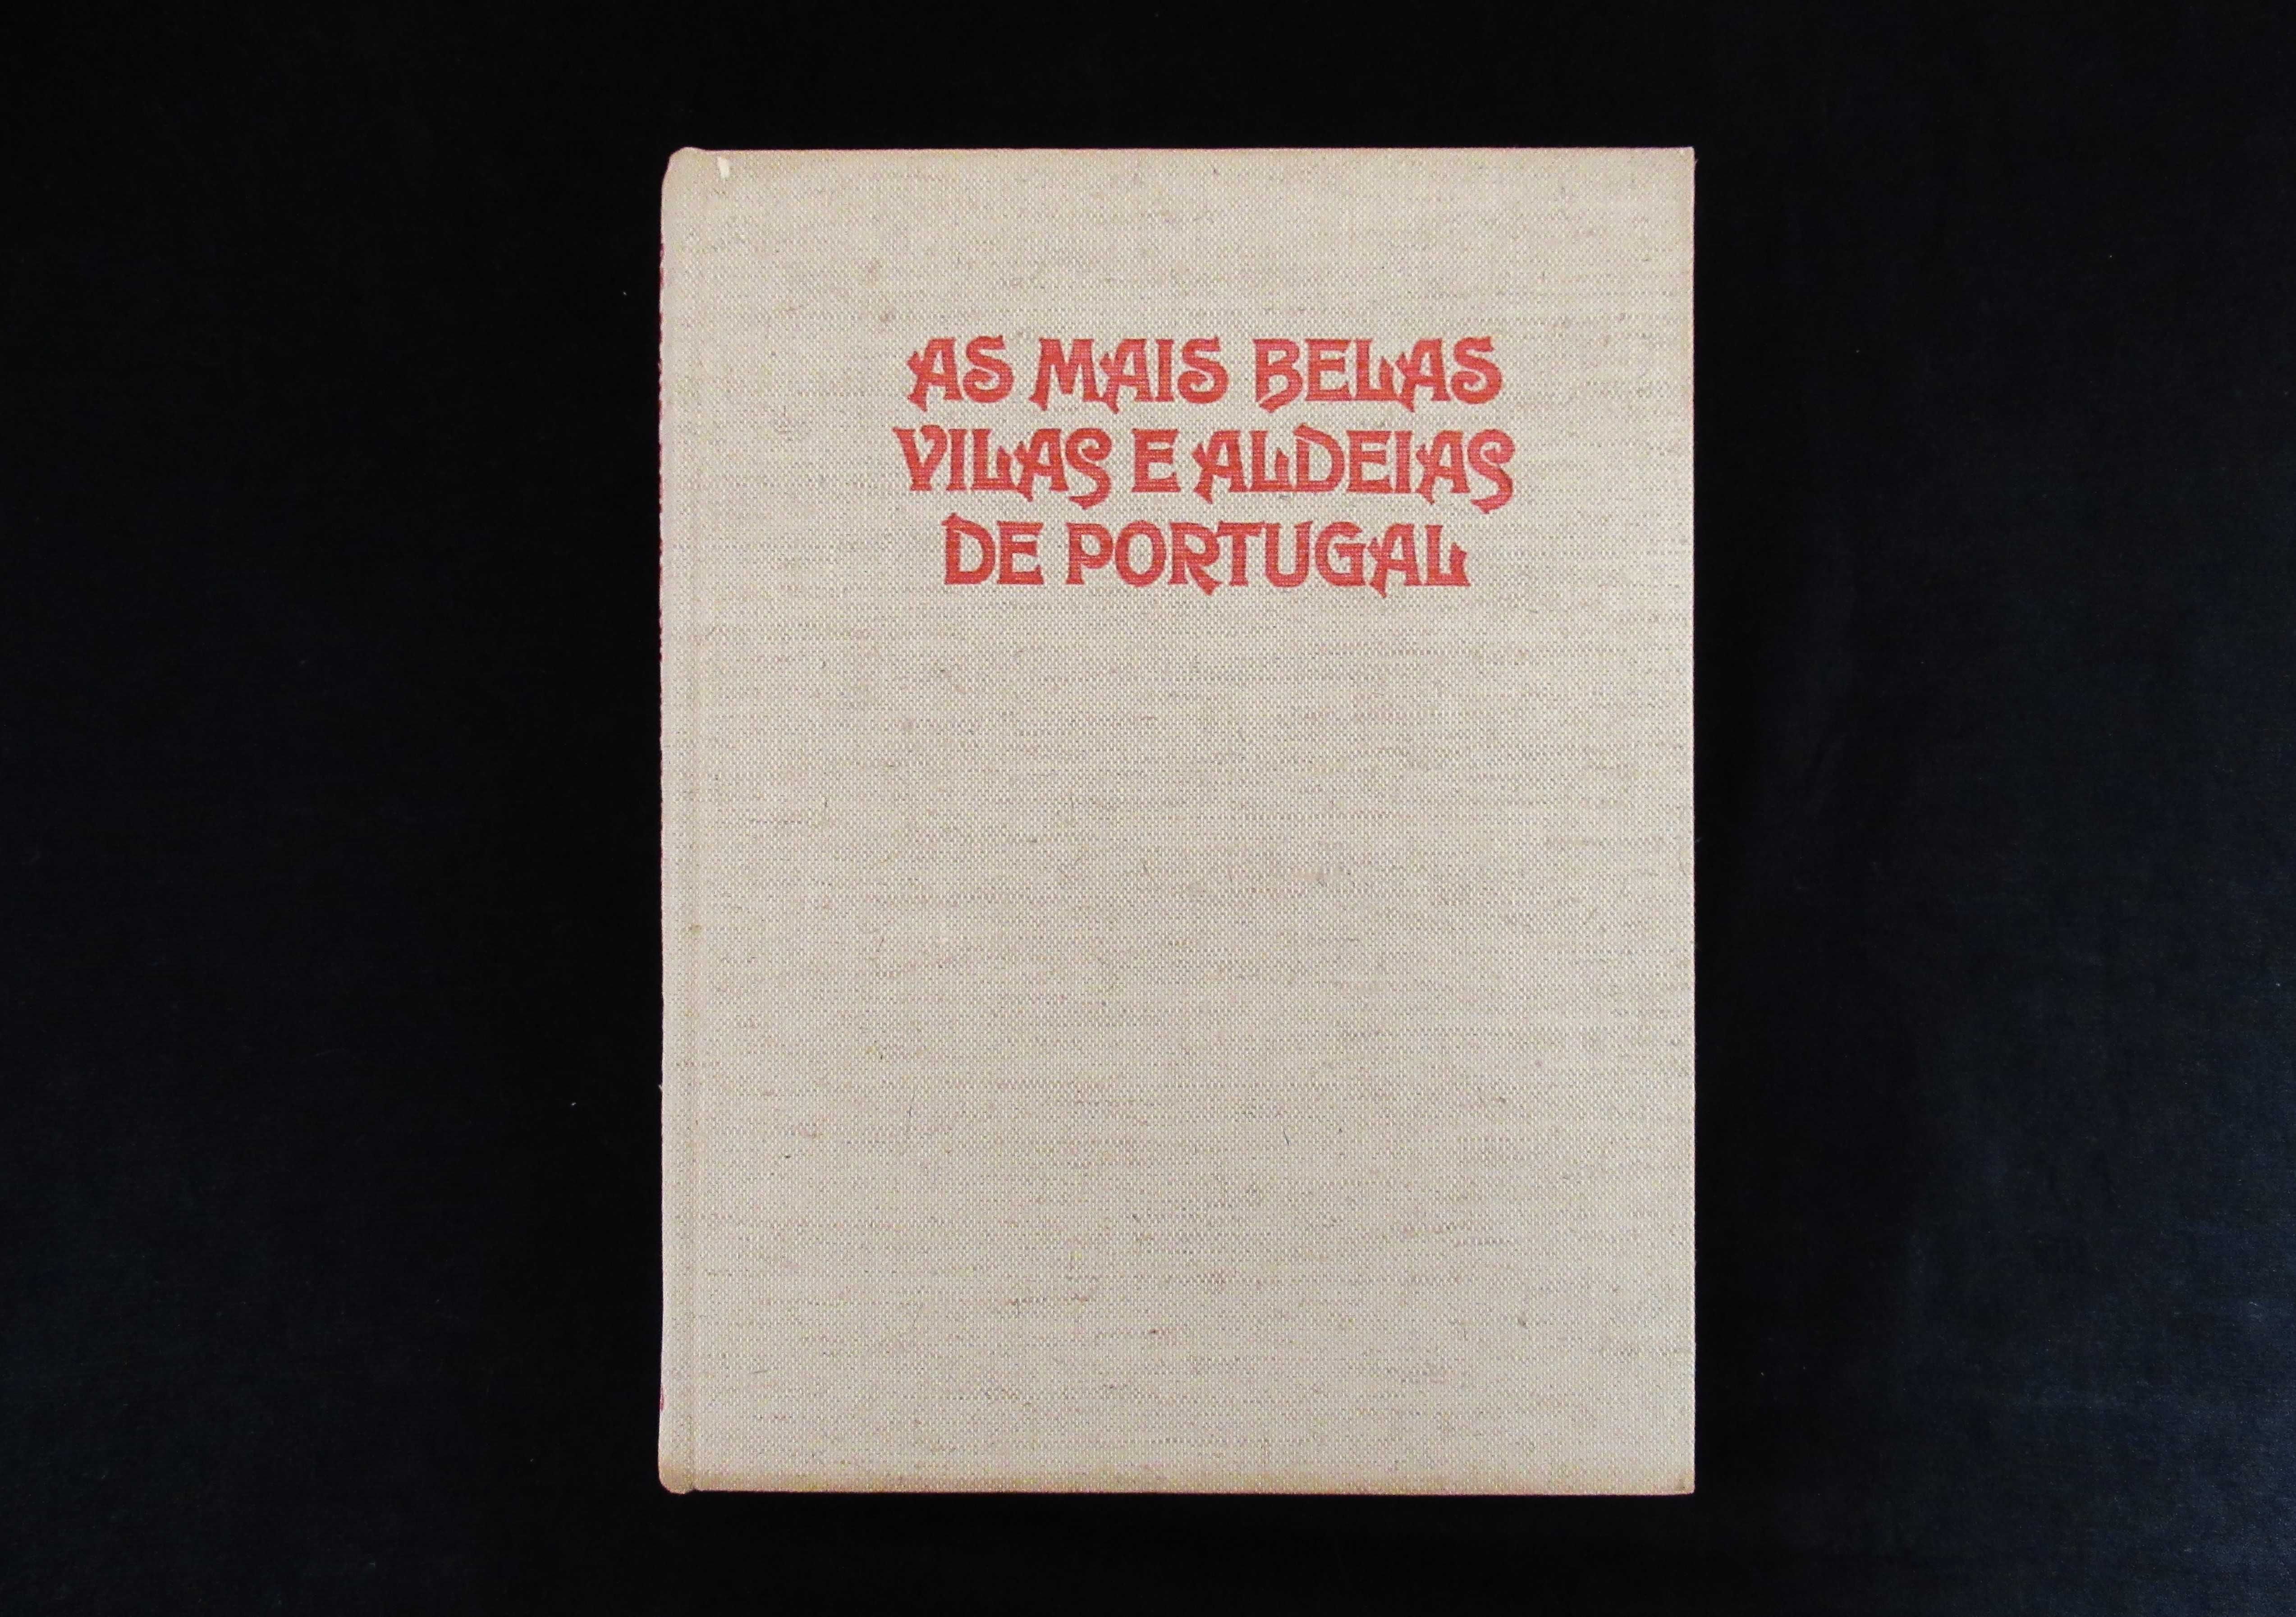 AS MAIS BELAS
VILAS E ALDEIAS
DE PORTUGAL